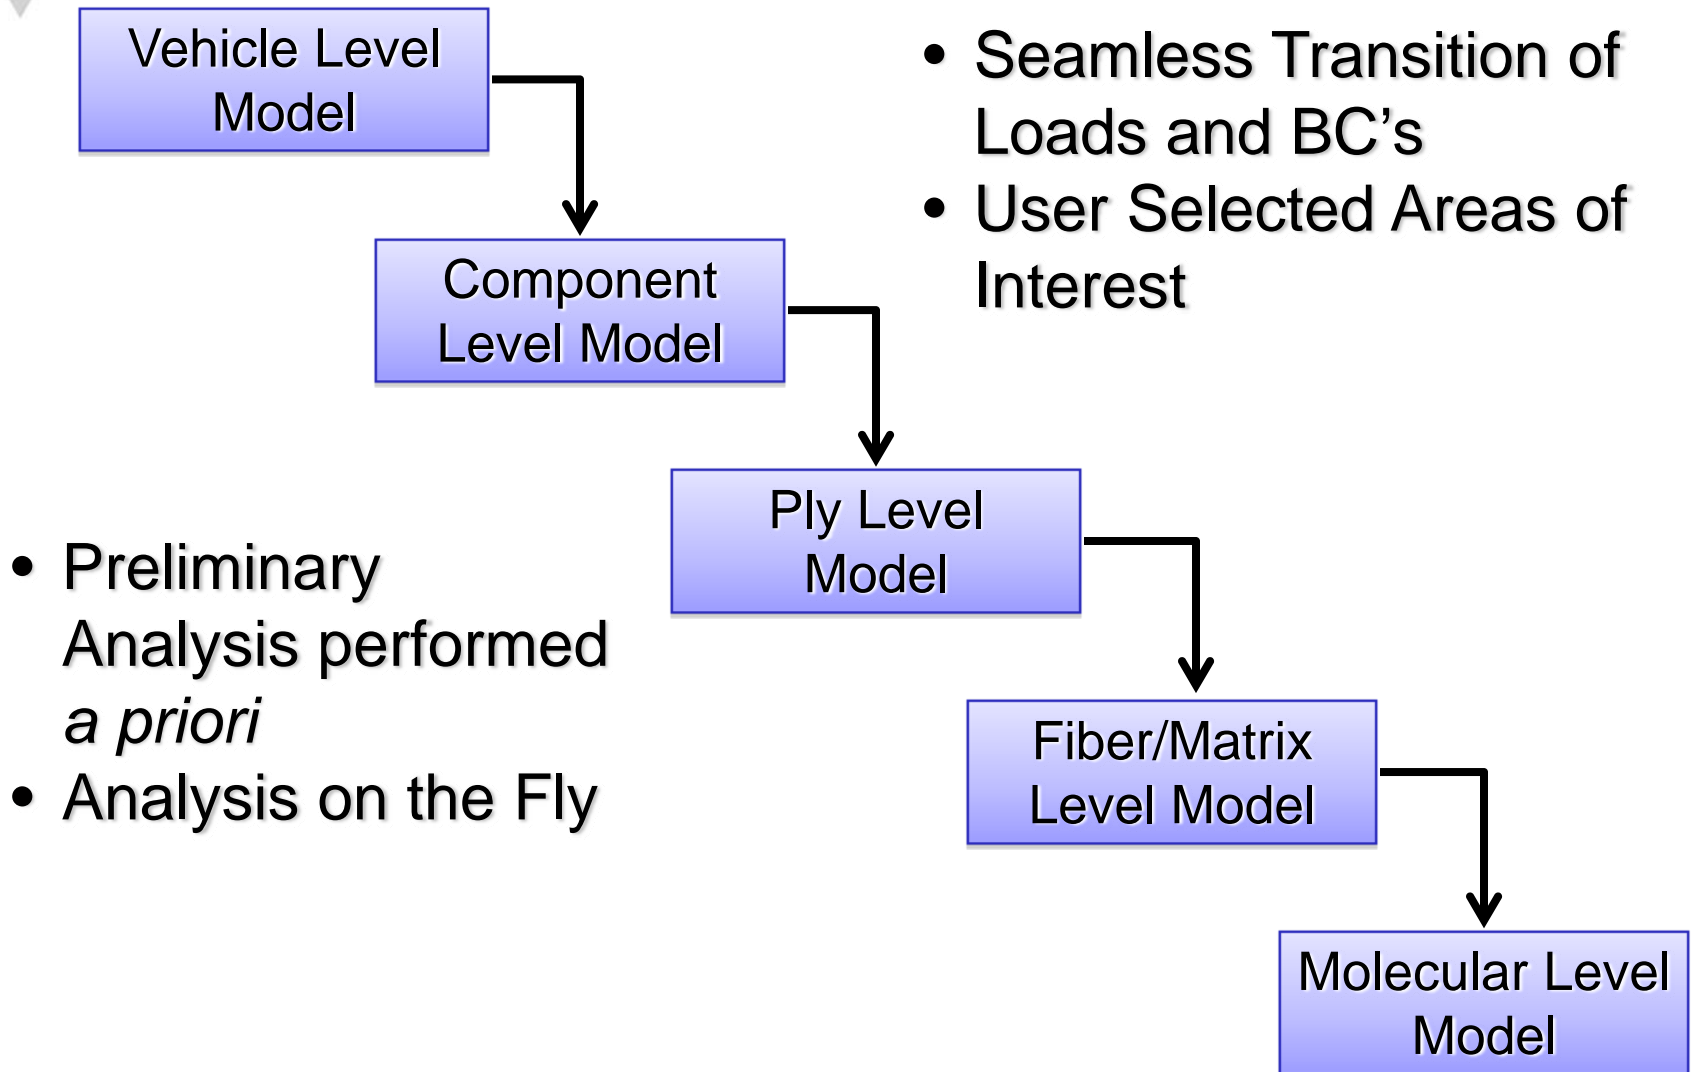 Vehicle Level
Model
• Seamless Transition of
Loads and BC’s
• User Selected Areas of
Interest
Component
Level Model
Ply Level
Model
• Preliminary
Analysis performed
a priori
• Analysis on the Fly
Fiber/Matrix
Level Model
Molecular Level
Model